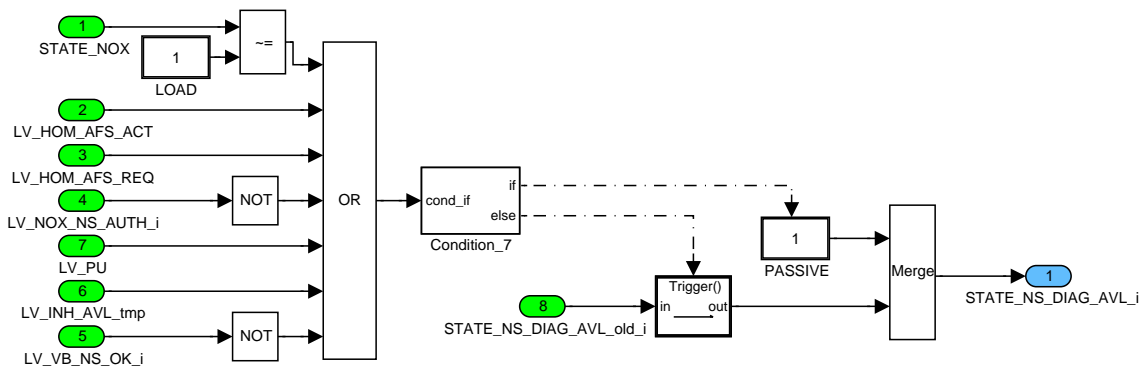 1
STATE_NOX
1
LOAD
~=
2
LV_HOM_AFS_ACT
3
LV_HOM_AFS_REQ
4
LV_NOX_NS_AUTH_i
NOT
7
LV_PU
6
LV_INH_AVL_tmp
5
LV_VB_NS_OK_i
NOT
OR
cond_if
if
else
Condition_7
1
PASSIVE
8
STATE_NS_DIAG_AVL_old_i
Trigger()
in
out
Merge
1
STATE_NS_DIAG_AVL_i